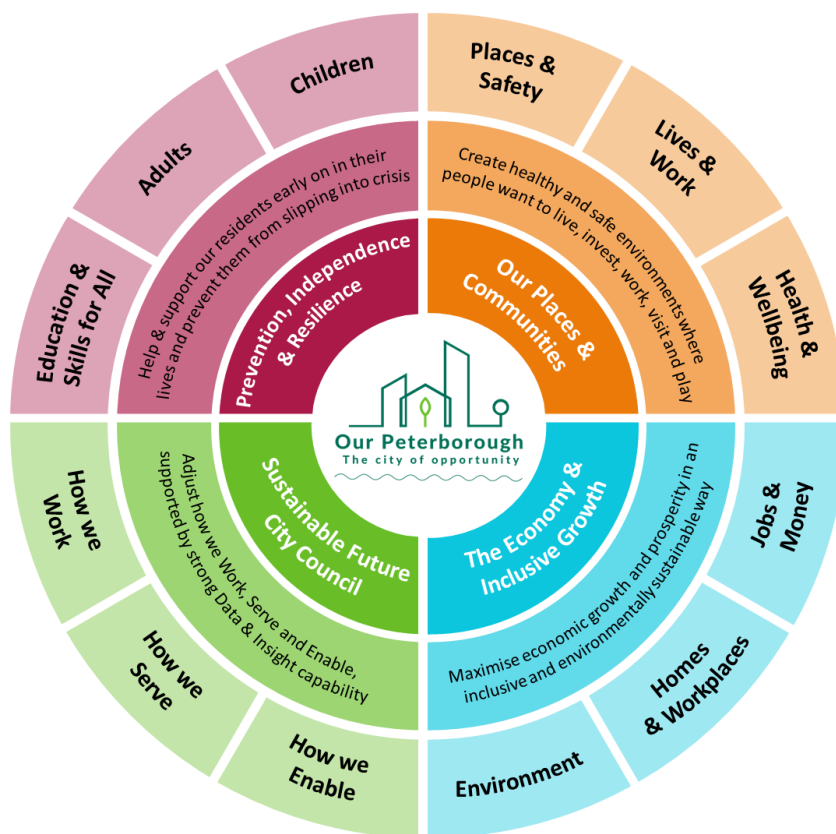 Our Peterborough
The city of opportunity
Prevention, Independence
& Resilience
Help & support our residents early on in their
lives and prevent them from slipping into crisis
Education &
Skills for All
Adults
Children
Our Places &
Communities
Create healthy and safe environments where
people want to live, invest, work, visit and play
Places &
Safety
Lives &
Work
Health &
Wellbeing
The Economy &
Inclusive Growth
Maximise economic growth and prosperity in an
inclusive and environmentally sustainable way
Jobs &
Money
Homes
& Workplaces
Environment
Sustainable Future
City Council
Adjust how we Work, Serve and Enable,
supported by strong Data & Insight capability
How we
Enable
How we
Serve
How we
Work